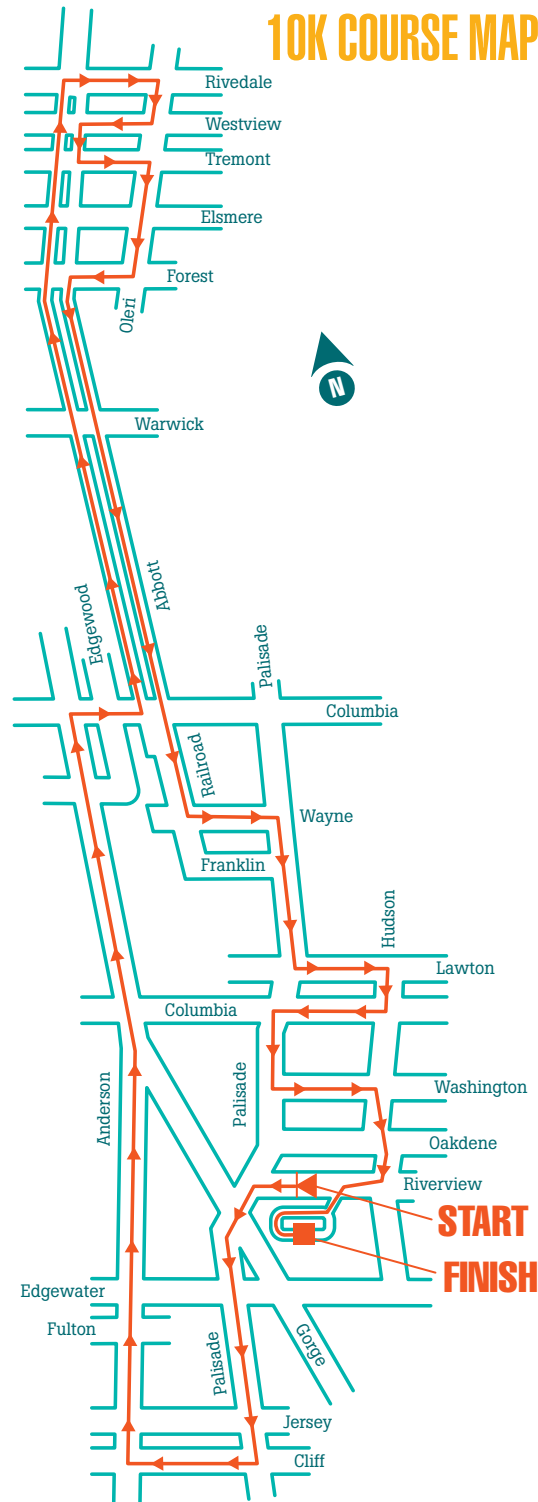 10K COURSE MAP
Rivedale
Westview
Tremont
Elsmere
Forest
Oleri
N
Warwick
Abbott
Edgewood
Palisade
Columbia
Railroad
Wayne
Franklin
Hudson
Lawton
Columbia
Palisade
Anderson
Washington
Oakdene
Riverview
START
FINISH
Edgewater
Fulton
Gorge
Palisade
Jersey
Cliff